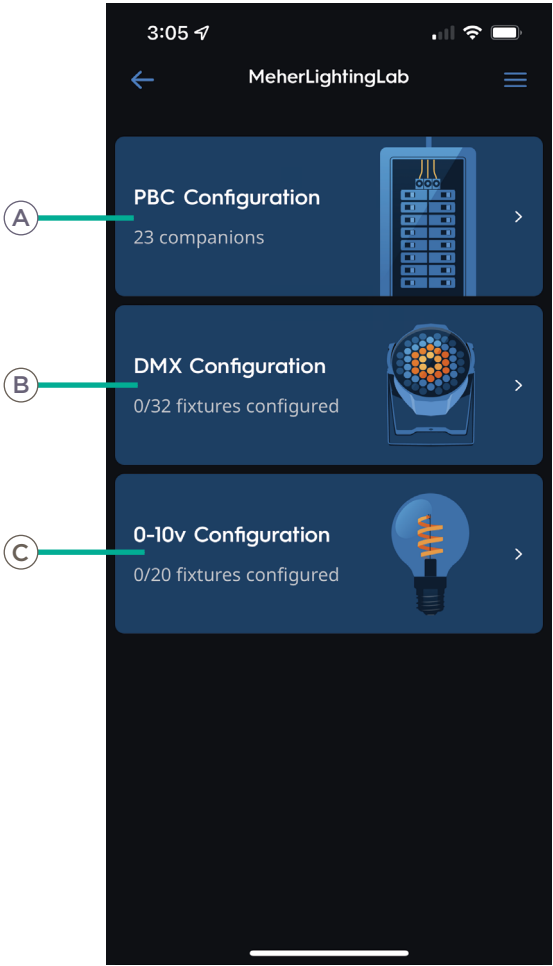 3:05
MeherLightingLab
A
PBC Configuration
23 companions
B
DMX Configuration
0/32 fixtures configured
C
0-10v Configuration
0/20 fixtures configured